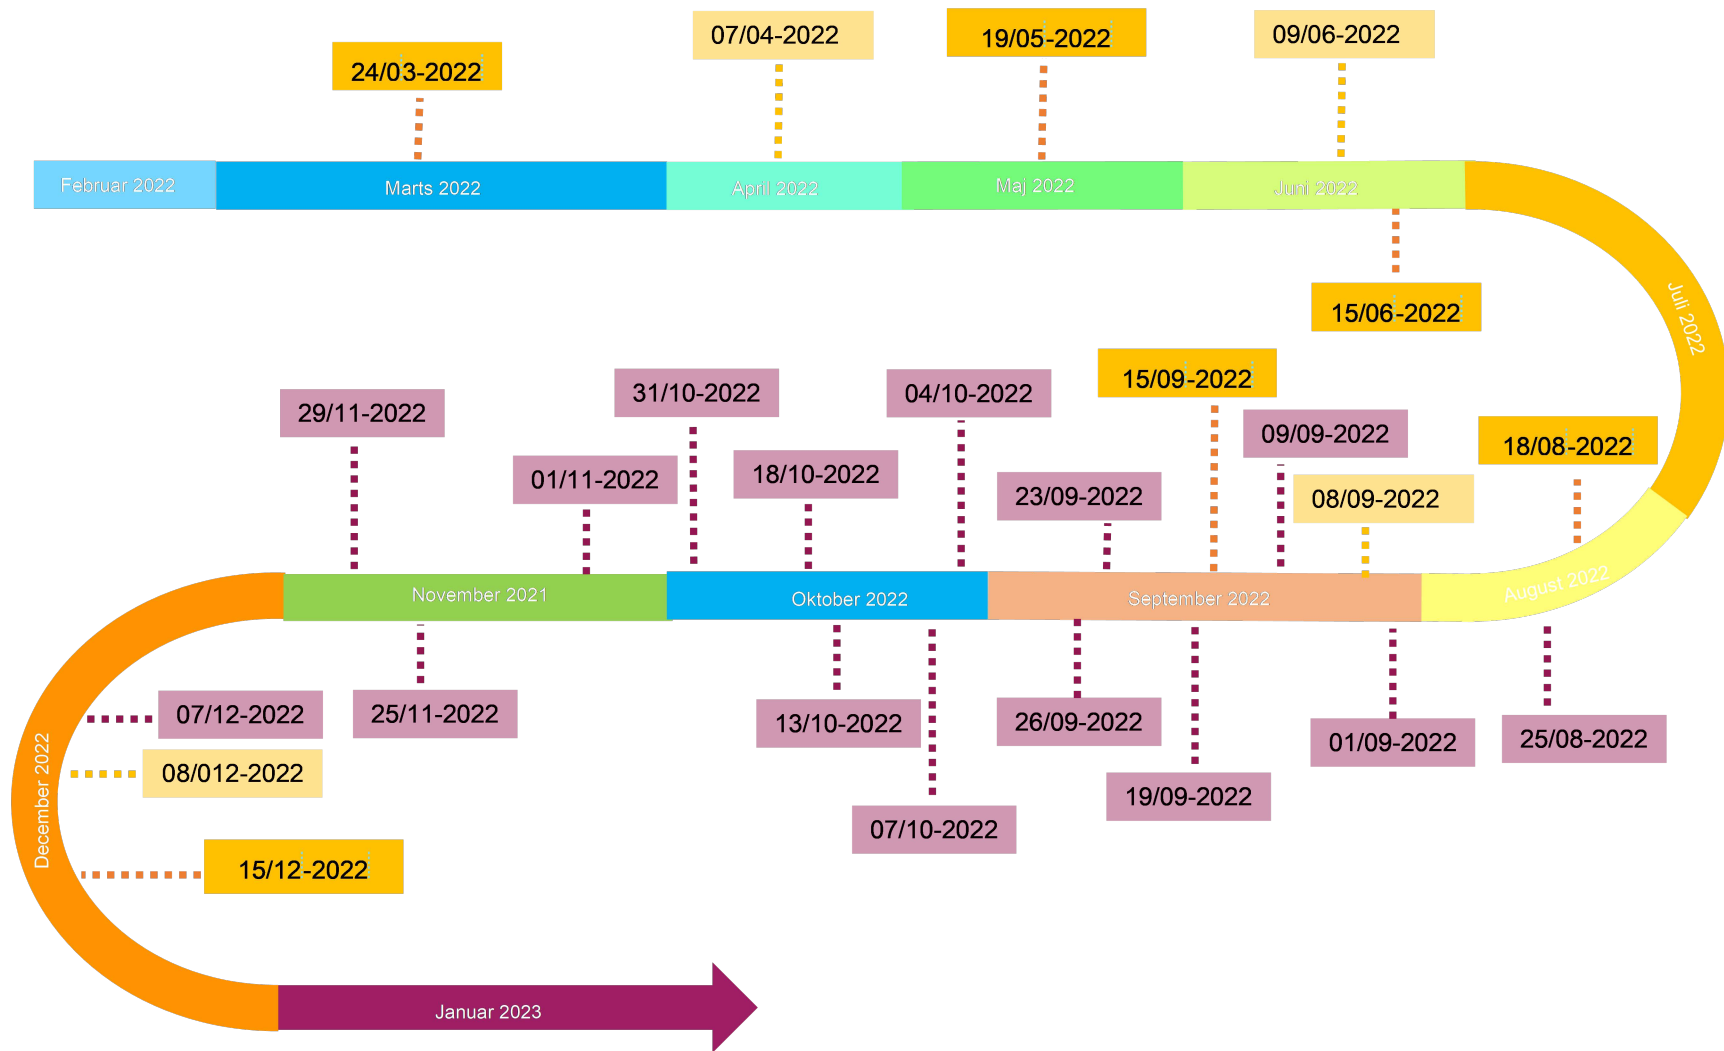 07/04-2022
19/05-2022
09/06-2022
24/03-2022
Februar 2022
Marts 2022
April 2022
Maj 2022
Juni 2022
Juli 2022
15/06-2022
15/09-2022
31/10-2022
04/10-2022
29/11-2022
09/09-2022
18/08-2022
01/11-2022
18/10-2022
23/09-2022
08/09-2022
November 2021
Oktober 2022
September 2022
August 2022
07/12-2022
25/11-2022
13/10-2022
26/09-2022
01/09-2022
25/08-2022
08/012-2022
19/09-2022
07/10-2022
December 2022
15/12-2022
Januar 2023